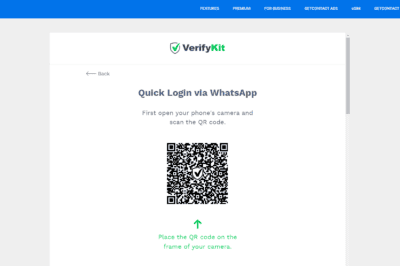 FEATURES PREMIUM FOR BUSINESS GETCONTACT ADS eSIM GETCONTACT
VerifyKit
Back
Quick Login via WhatsApp
First open your phone's camera and
scan the QR code.
Place the QR code on the
frame of your camera.